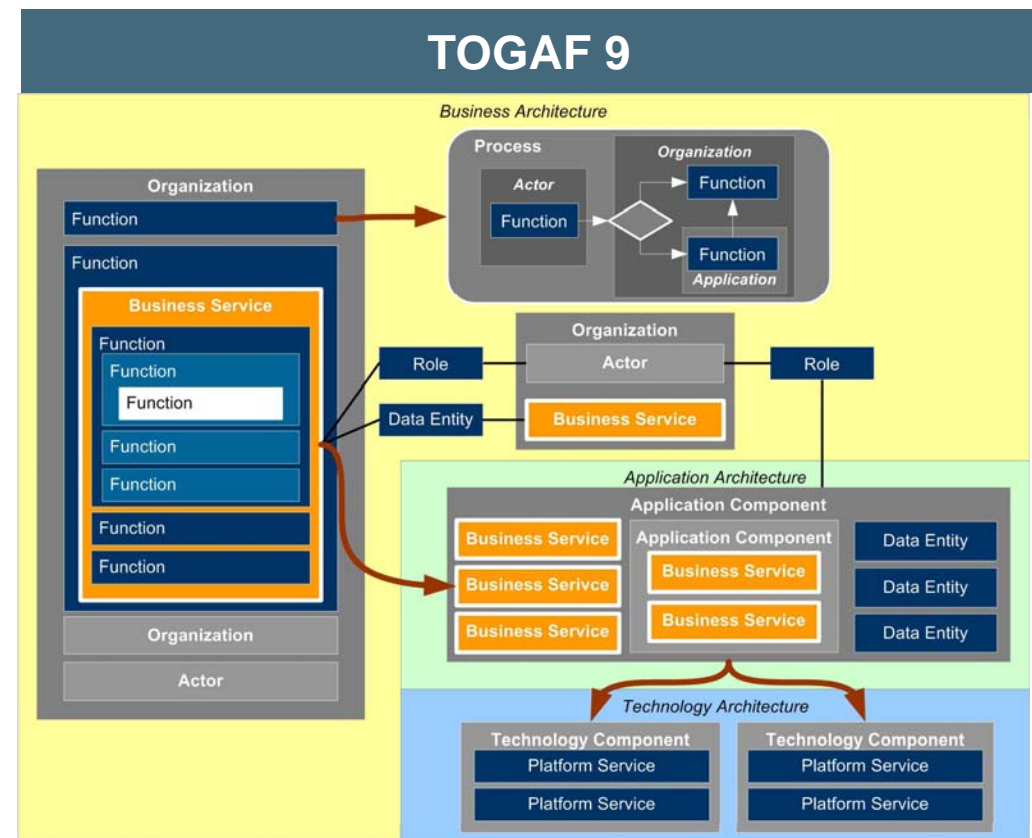 TOGAF 9
Business Architecture
Organization
Function
Function
Business Service
Function
Function
Function
Function
Function
Function
Function
Organization
Actor
Process
Actor
Function
Organization
Function
Function
Application
Role
Data Entity
Organization
Actor
Business Service
Role
Application Architecture
Application Component
Business Service
Business Serivce
Business Service
Application Component
Business Service
Business Service
Data Entity
Data Entity
Data Entity
Technology Architecture
Technology Component
Platform Service
Platform Service
Technology Component
Platform Service
Platform Service